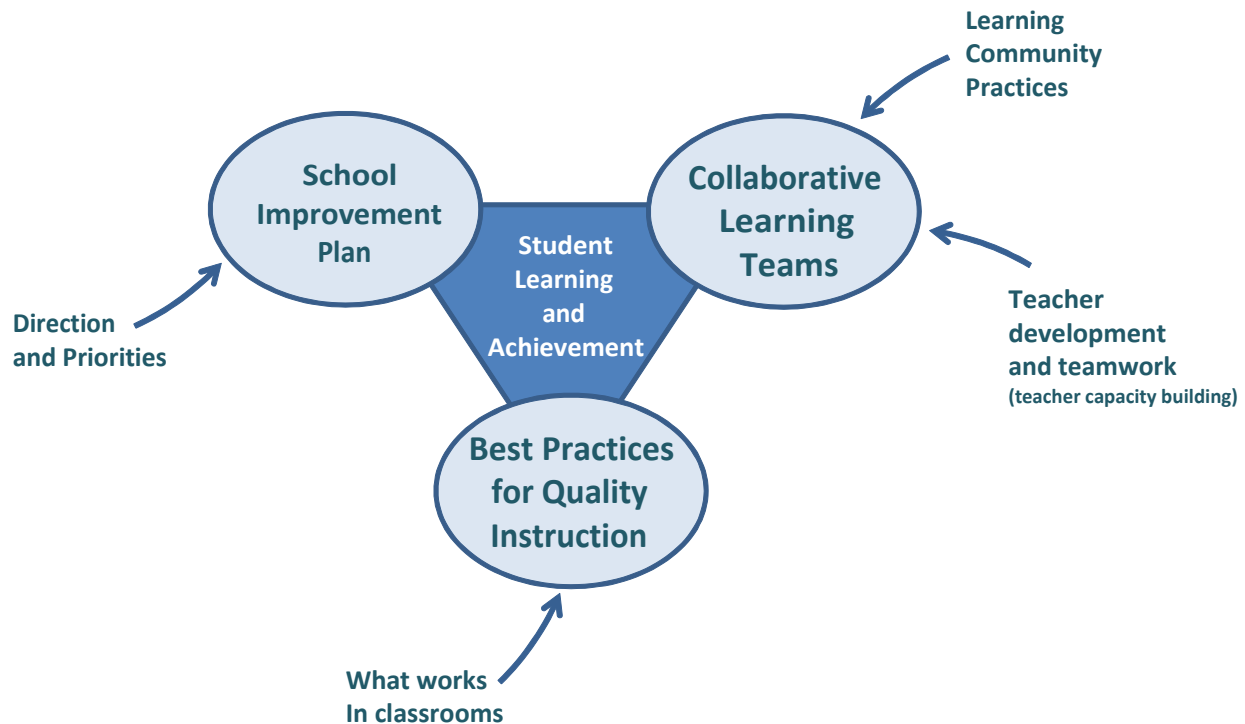 Learning
Community
Practices
School
Improvement
Plan
Collaborative
Learning
Teams
Student
Learning
and
Achievement
Direction
and Priorities
Teacher
development
and teamwork
(teacher capacity building)
Best Practices
for Quality
Instruction
What works
In classrooms